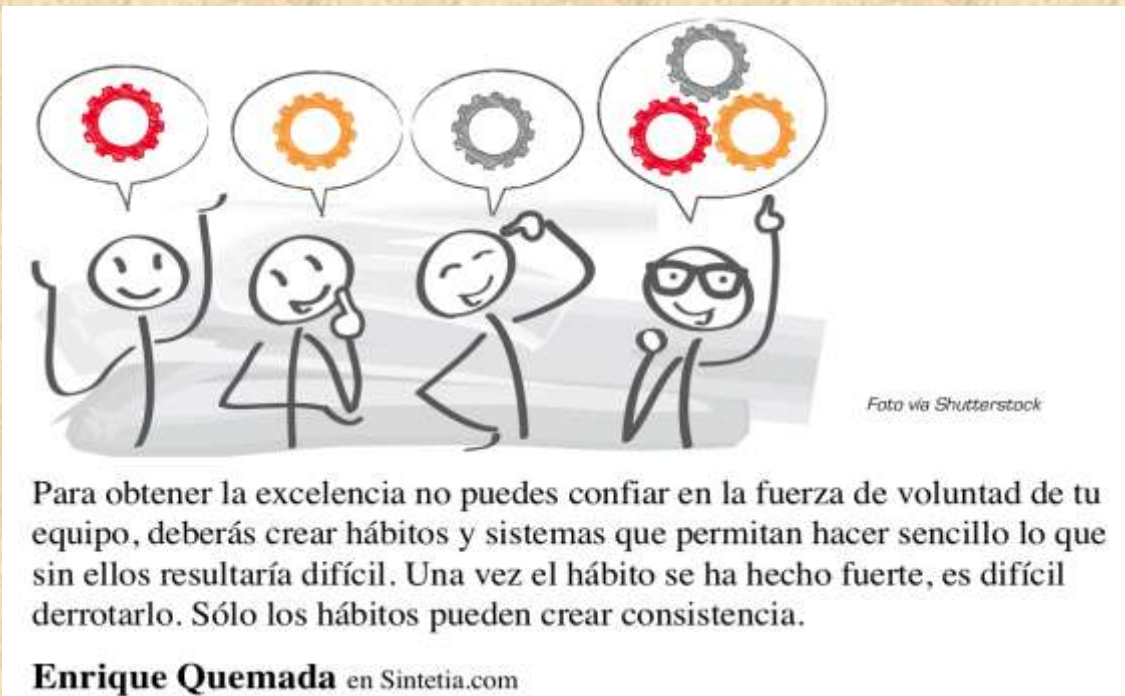 Foto via Shutterstock
Para obtener la excelencia no puedes confiar en la fuerza de voluntad de tu
equipo, deberás crear hábitos y sistemas que permitan hacer sencillo lo que
sin ellos resultaría difícil. Una vez el hábito se ha hecho fuerte, es difícil
derrotarlo. Sólo los hábitos pueden crear consistencia.
Enrique Quemada en Sintetia.com